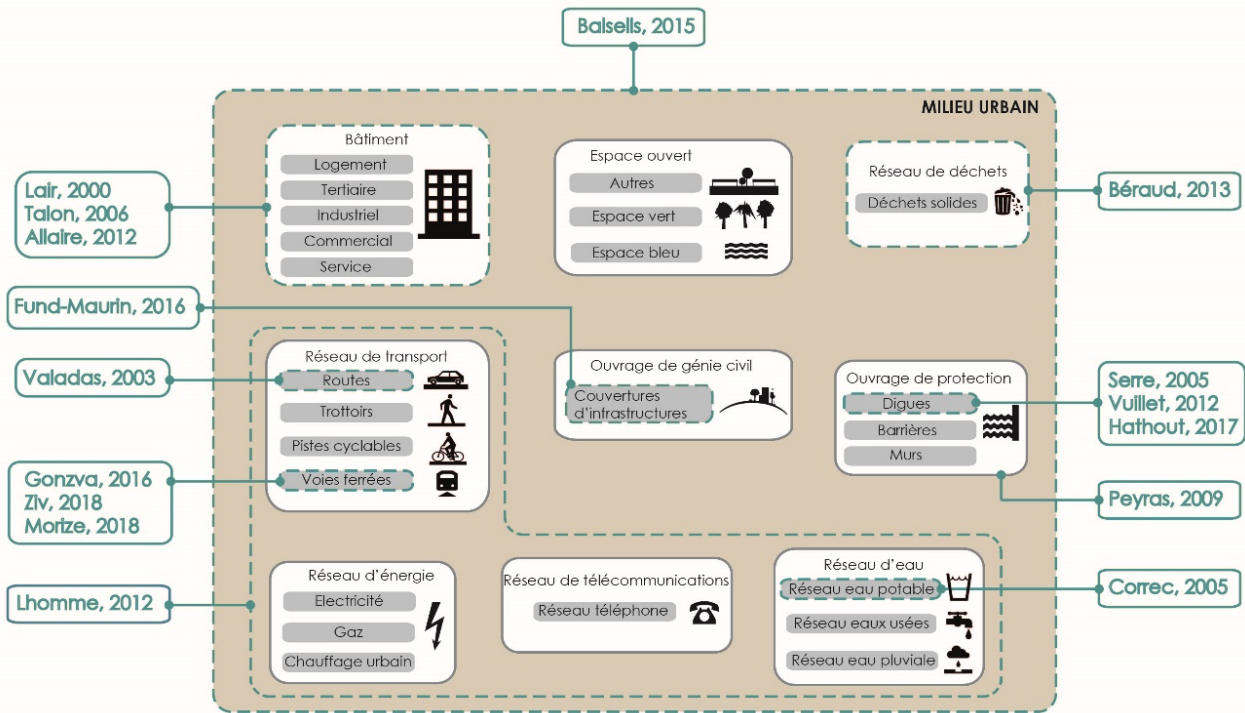 Balsells, 2015
MILIEU URBAIN
Bâtiment
Logement
Tertiaire
Industriel
Commercial
Service
Espace ouvert
Autres
Espace vert
Espace bleu
Réseau de déchets
Déchets solides
Lair, 2000
Talon, 2006
Allaire, 2012
Béraud, 2013
Fund-Maurin, 2016
Valadas, 2003
Réseau de transport
Routes
Trottoirs
Pistes cyclables
Voies ferrées
Ouvrage de génie civil
Couvertures
d'infrastructures
Ouvrage de protection
Digues
Barrières
Murs
Serre, 2005
Vuillet, 2012
Hathout, 2017
Gonzva, 2016
Ziv, 2018
Morize, 2018
Peyras, 2009
Lhomme, 2012
Réseau d'énergie
Electricité
Gaz
Chauffage urbain
Réseau de télécommunications
Réseau téléphone
Réseau d'eau
Réseau eau potable
Réseau eaux usées
Réseau eau pluviale
Correc, 2005